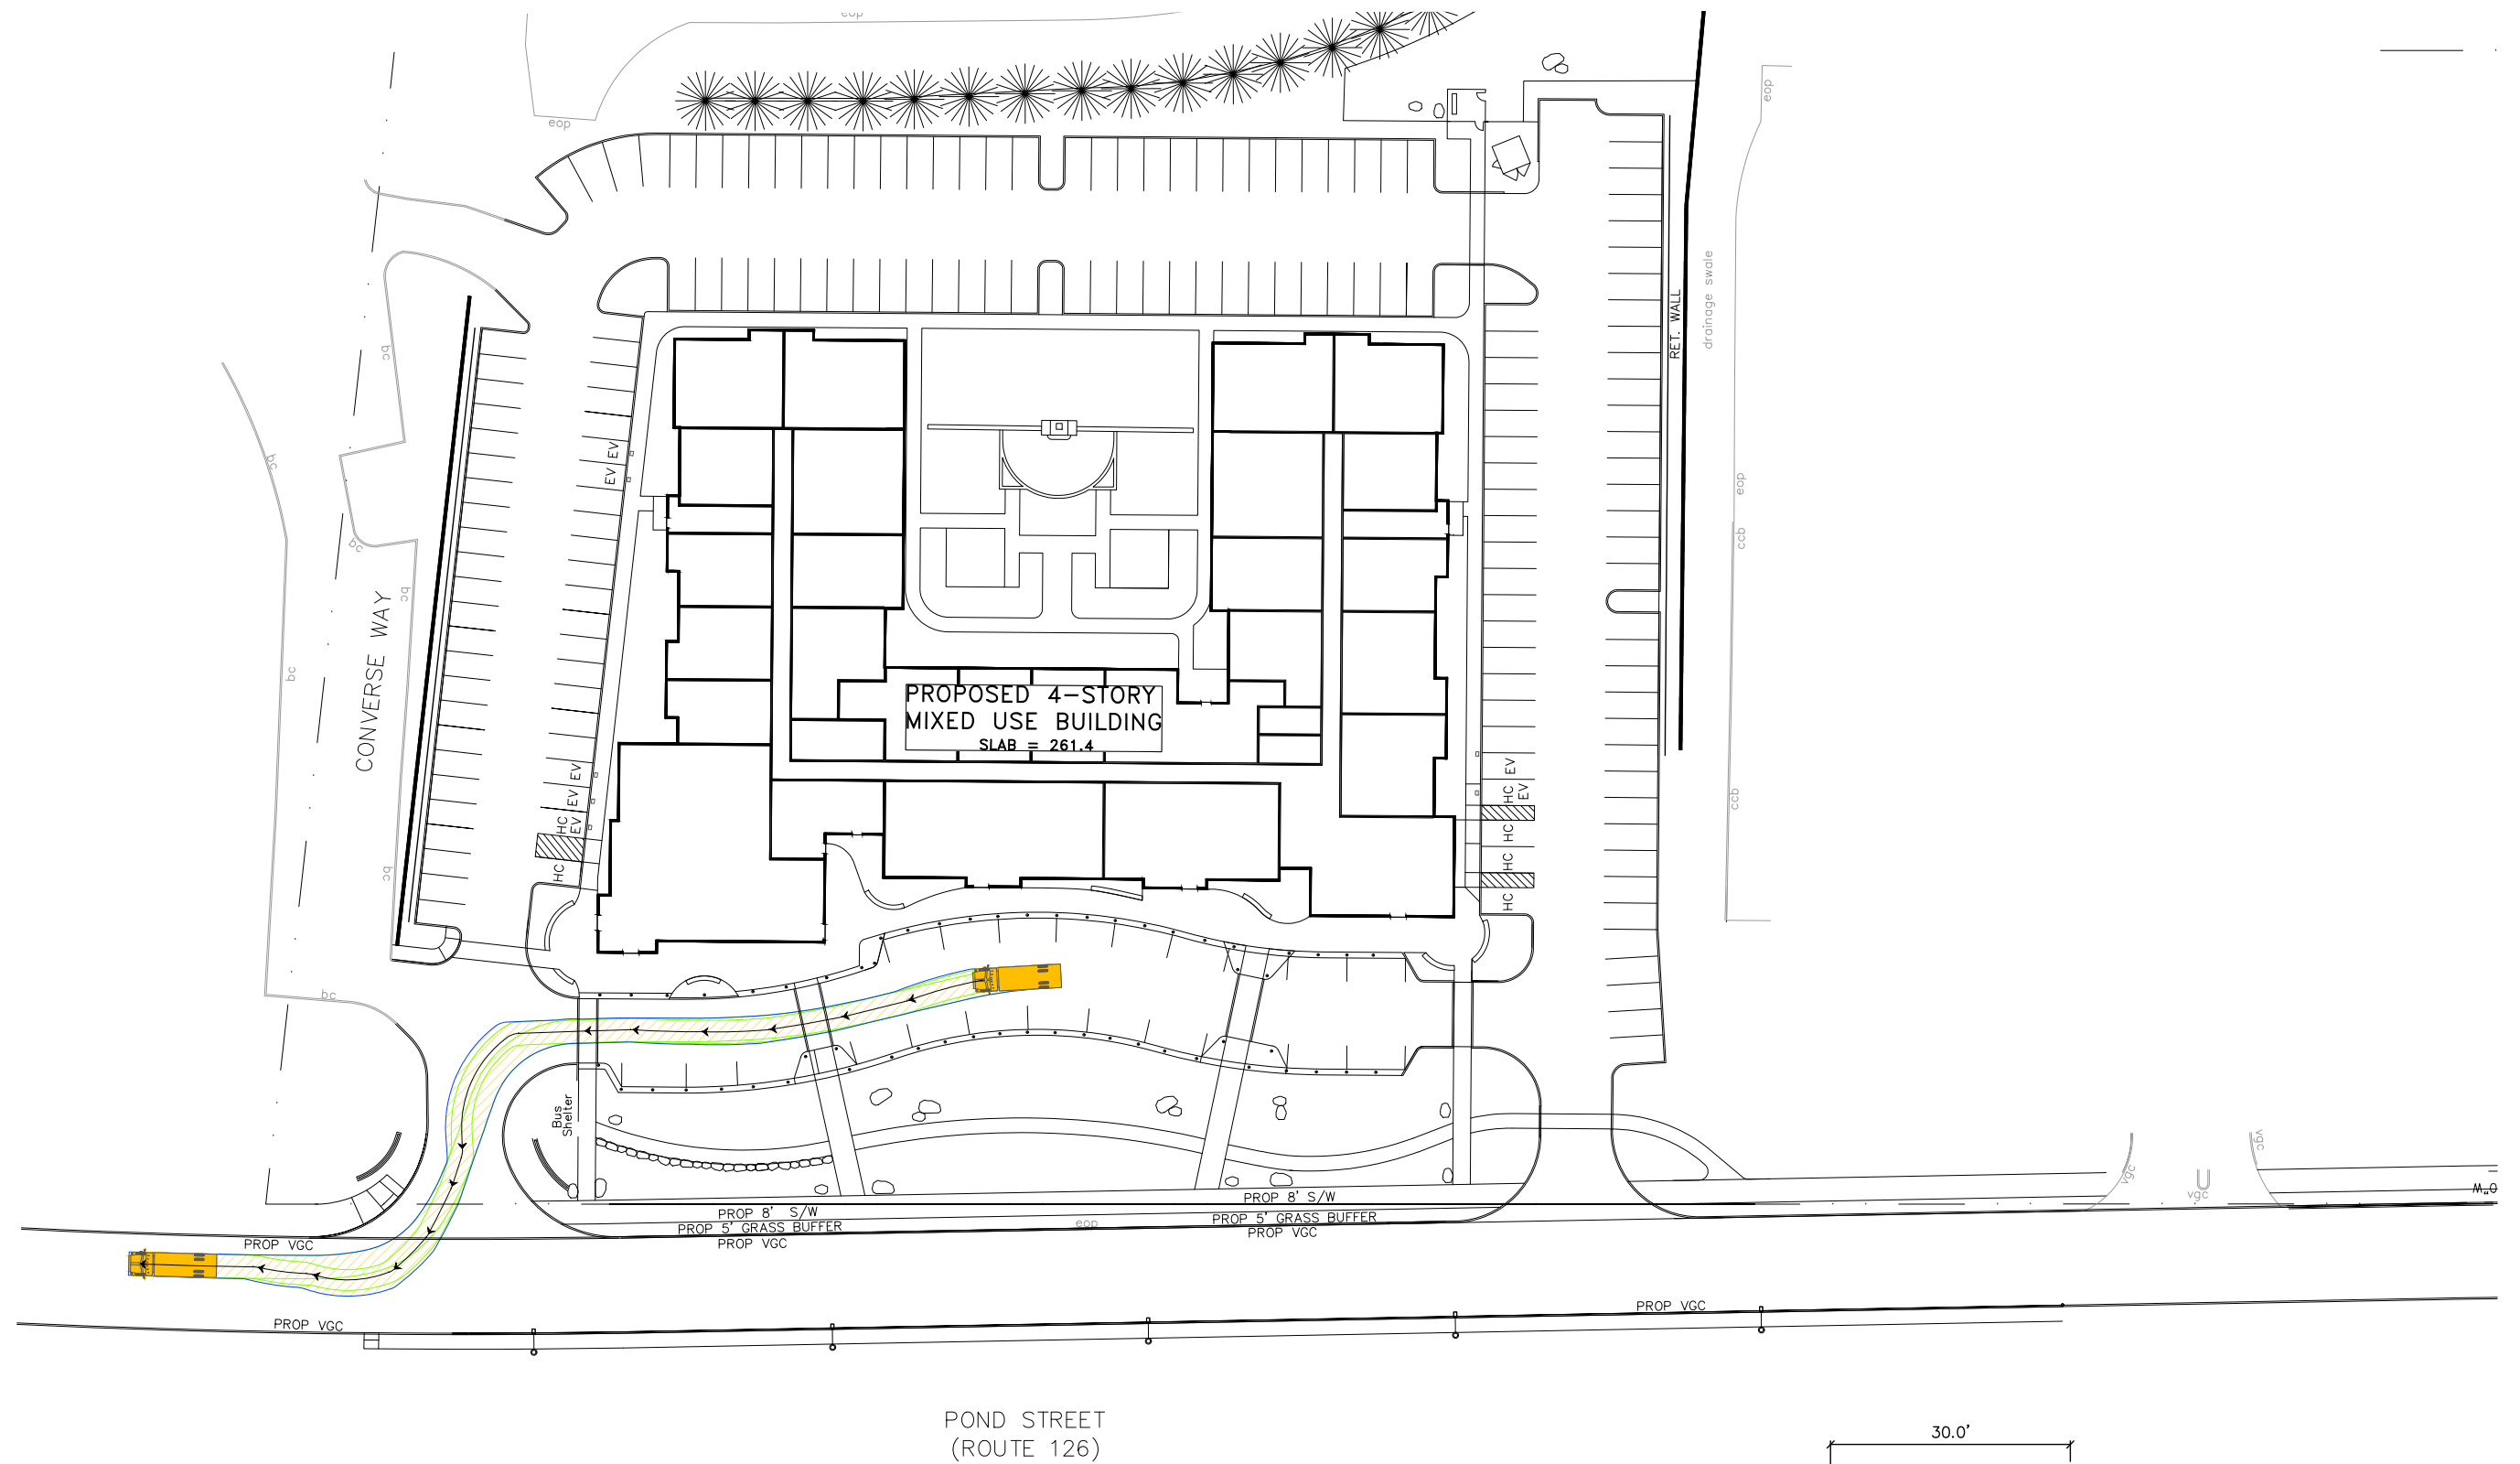 eop
eop
eop
drainage swale
RET. WALL
bc
bc
EV EV
eop
ccb
bc
bc
bc
CONVERSE WAY
PROPOSED 4-STORY
MIXED USE BUILDING
SLAB = 261.4
EV EV
HC
EV
HC
HC EV
EV
HC
HC
HC
ccb
bc
bc
Bus
Shelter
vgc
vgc
vgc
PROP 8' S/W
PROP 8' S/W
PROP 5' GRASS BUFFER
PROP 5' GRASS BUFFER
eop
PROP VGC
PROP VGC
PROP VGC
PROP VGC
PROP VGC
POND STREET
(ROUTE 126)
30.0'